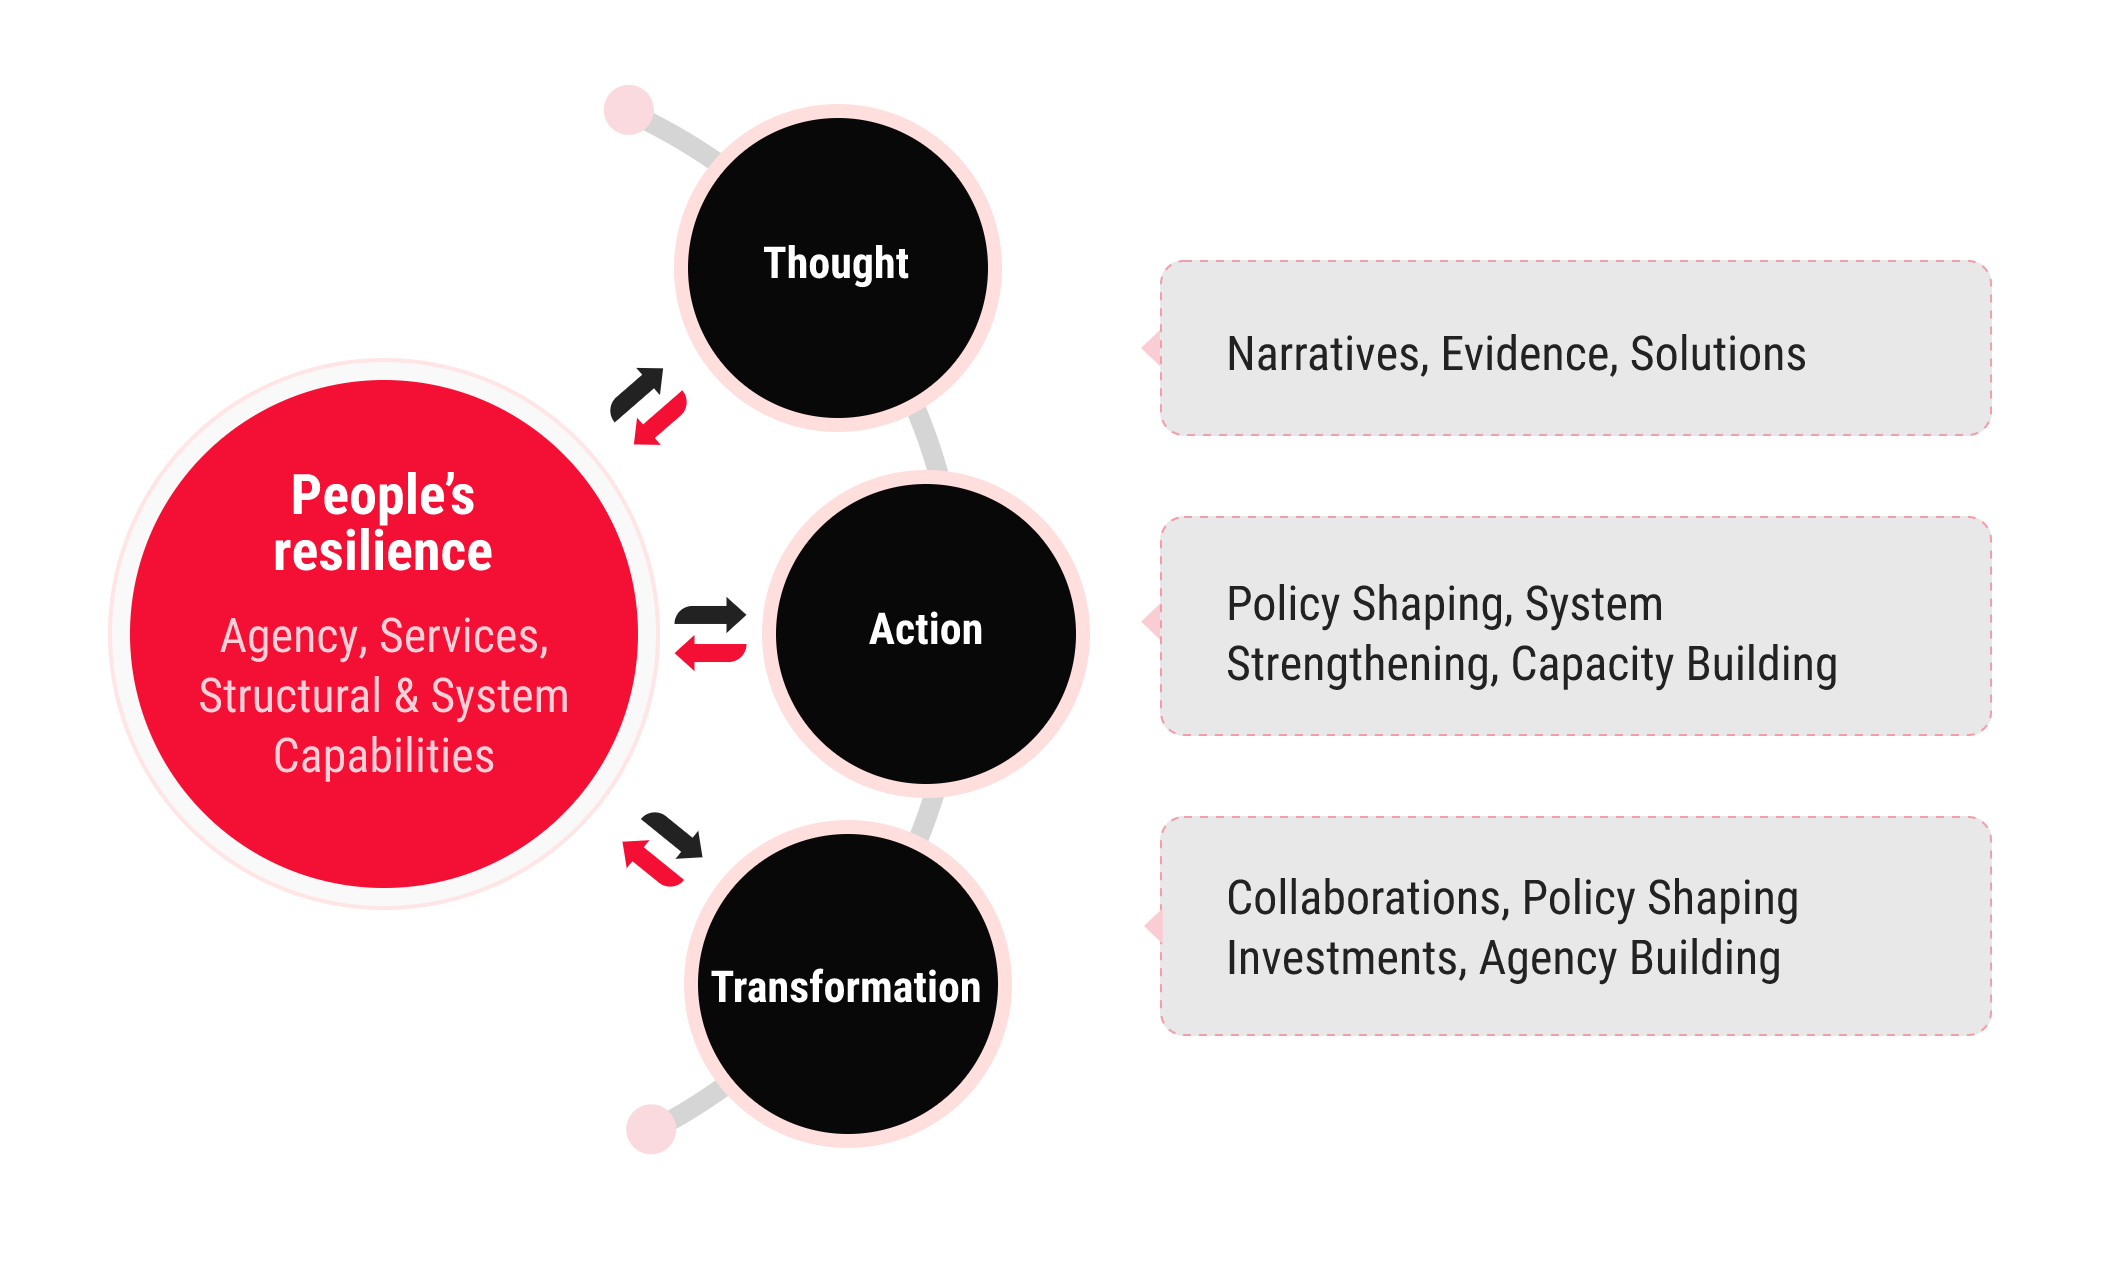 People’s
resilience
Agency, Services,
Structural & System
Capabilities
Thought
Action
Transformation
Narratives, Evidence, Solutions
Policy Shaping, System
Strengthening, Capacity Building
Collaborations, Policy Shaping
Investments, Agency Building